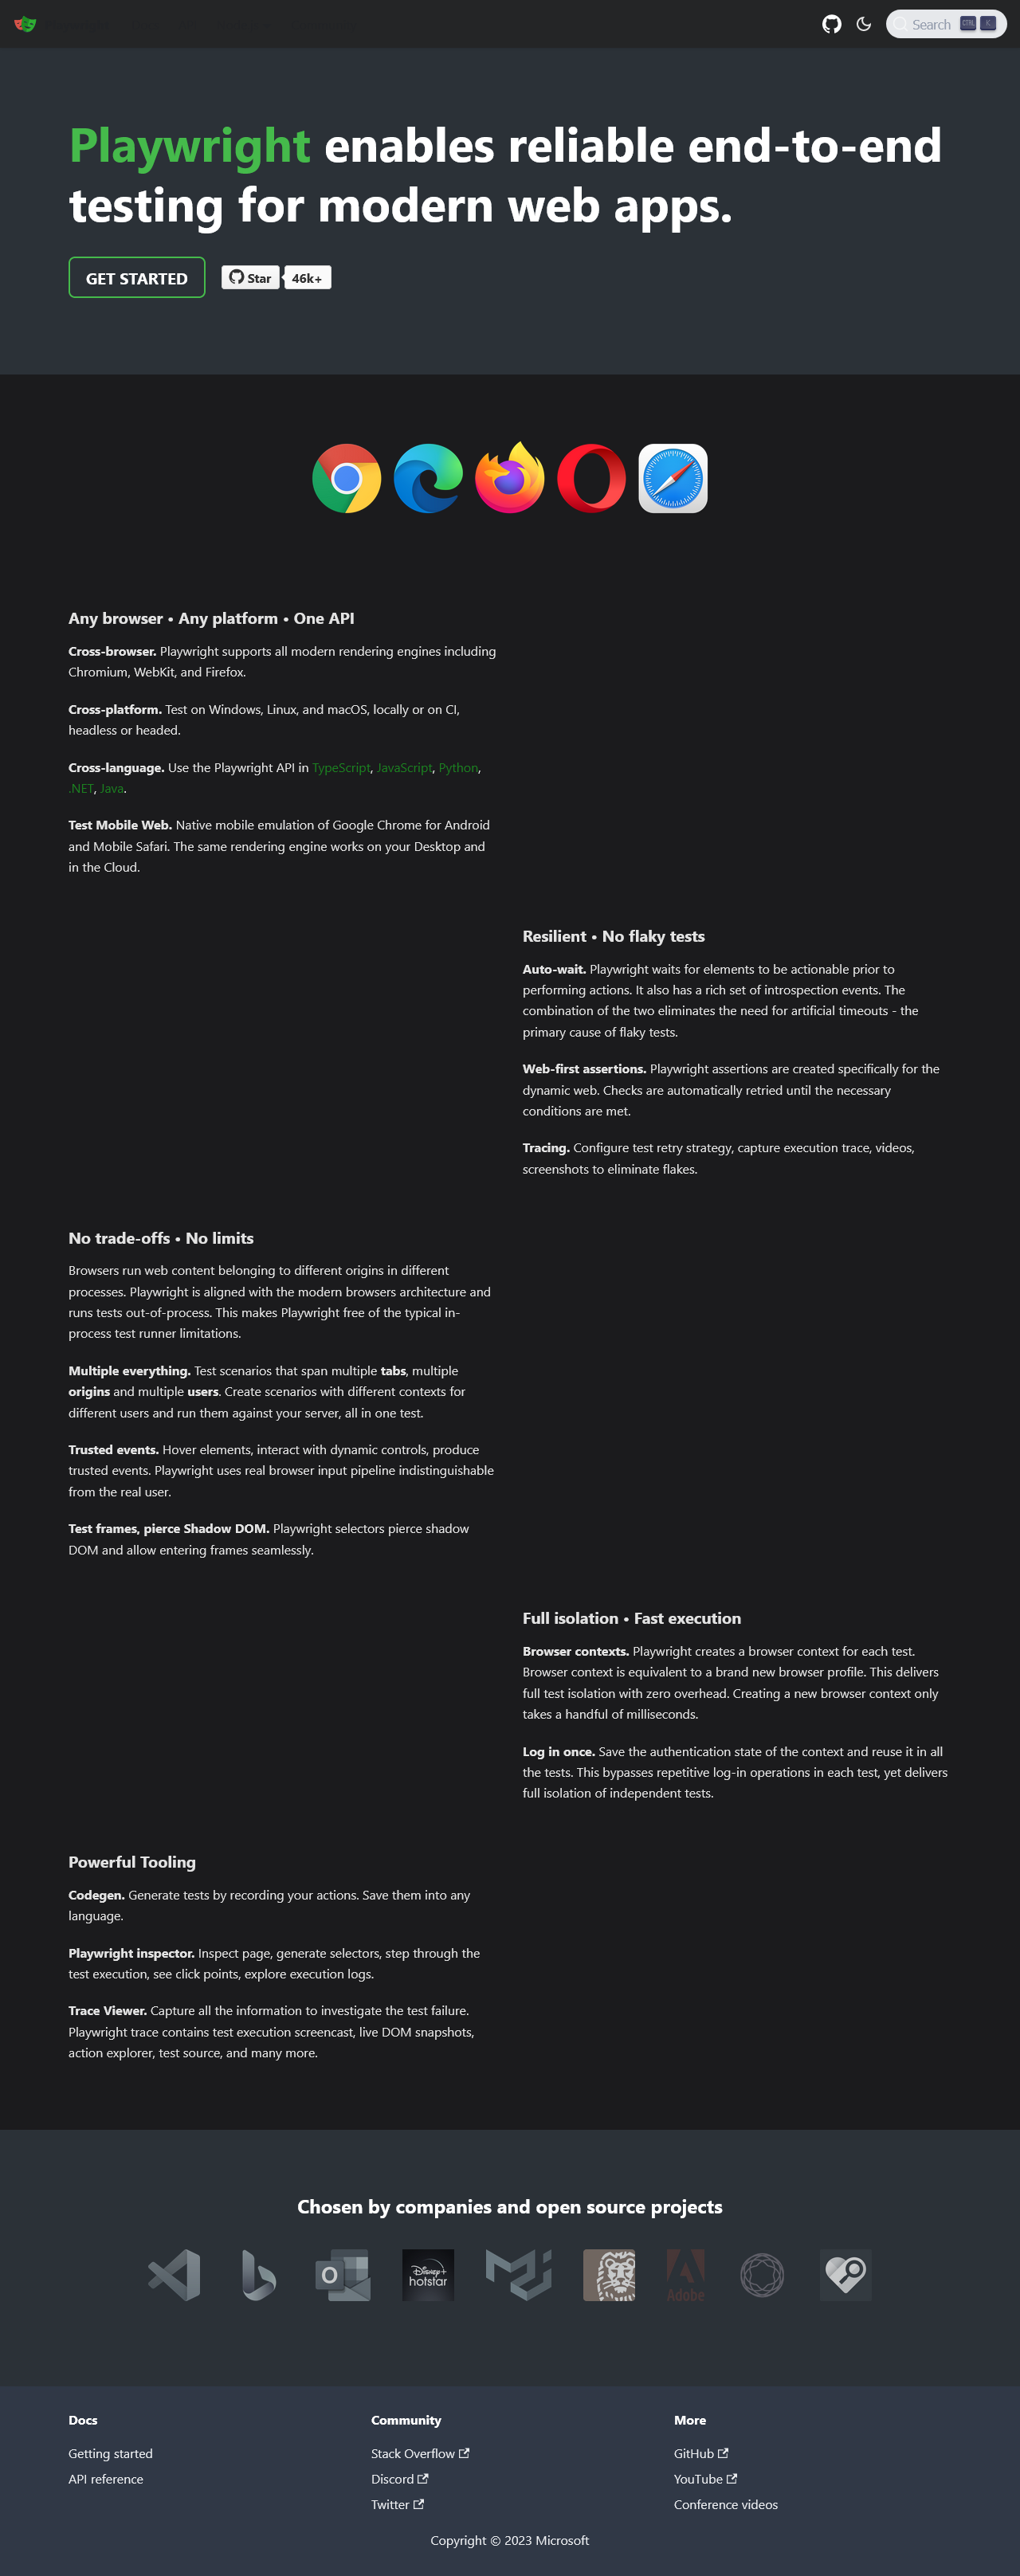 Search CTRL K
Playwright enables reliable end-to-end
testing for modern web apps.
GET STARTED
Star
46k+
Any browser • Any platform • One API
Cross-browser. Playwright supports all modern rendering engines including
Chromium, WebKit, and Firefox.
Cross-platform. Test on Windows, Linux, and macOS, locally or on CI,
headless or headed.
Cross-language. Use the Playwright API in TypeScript, JavaScript, Python,
.NET, Java.
Test Mobile Web. Native mobile emulation of Google Chrome for Android
and Mobile Safari. The same rendering engine works on your Desktop and
in the Cloud.
Resilient • No flaky tests
Auto-wait. Playwright waits for elements to be actionable prior to
performing actions. It also has a rich set of introspection events. The
combination of the two eliminates the need for artificial timeouts - the
primary cause of flaky tests.
Web-first assertions. Playwright assertions are created specifically for the
dynamic web. Checks are automatically retried until the necessary
conditions are met.
Tracing. Configure test retry strategy, capture execution trace, videos,
screenshots to eliminate flakes.
No trade-offs • No limits
Browsers run web content belonging to different origins in different
processes. Playwright is aligned with the modern browsers architecture and
runs tests out-of-process. This makes Playwright free of the typical in-
process test runner limitations.
Multiple everything. Test scenarios that span multiple tabs, multiple
origins and multiple users. Create scenarios with different contexts for
different users and run them against your server, all in one test.
Trusted events. Hover elements, interact with dynamic controls, produce
trusted events. Playwright uses real browser input pipeline indistinguishable
from the real user.
Test frames, pierce Shadow DOM. Playwright selectors pierce shadow
DOM and allow entering frames seamlessly.
Full isolation • Fast execution
Browser contexts. Playwright creates a browser context for each test.
Browser context is equivalent to a brand new browser profile. This delivers
full test isolation with zero overhead. Creating a new browser context only
takes a handful of milliseconds.
Log in once. Save the authentication state of the context and reuse it in all
the tests. This bypasses repetitive log-in operations in each test, yet delivers
full isolation of independent tests.
Powerful Tooling
Codegen. Generate tests by recording your actions. Save them into any
language.
Playwright inspector. Inspect page, generate selectors, step through the
test execution, see click points, explore execution logs.
Trace Viewer. Capture all the information to investigate the test failure.
Playwright trace contains test execution screencast, live DOM snapshots,
action explorer, test source, and many more.
Chosen by companies and open source projects
O
Disney+
hotstar
Adobe
Docs
Getting started
API reference
Community
Stack Overflow
Discord
Twitter
More
GitHub
YouTube
Conference videos
Copyright © 2023 Microsoft